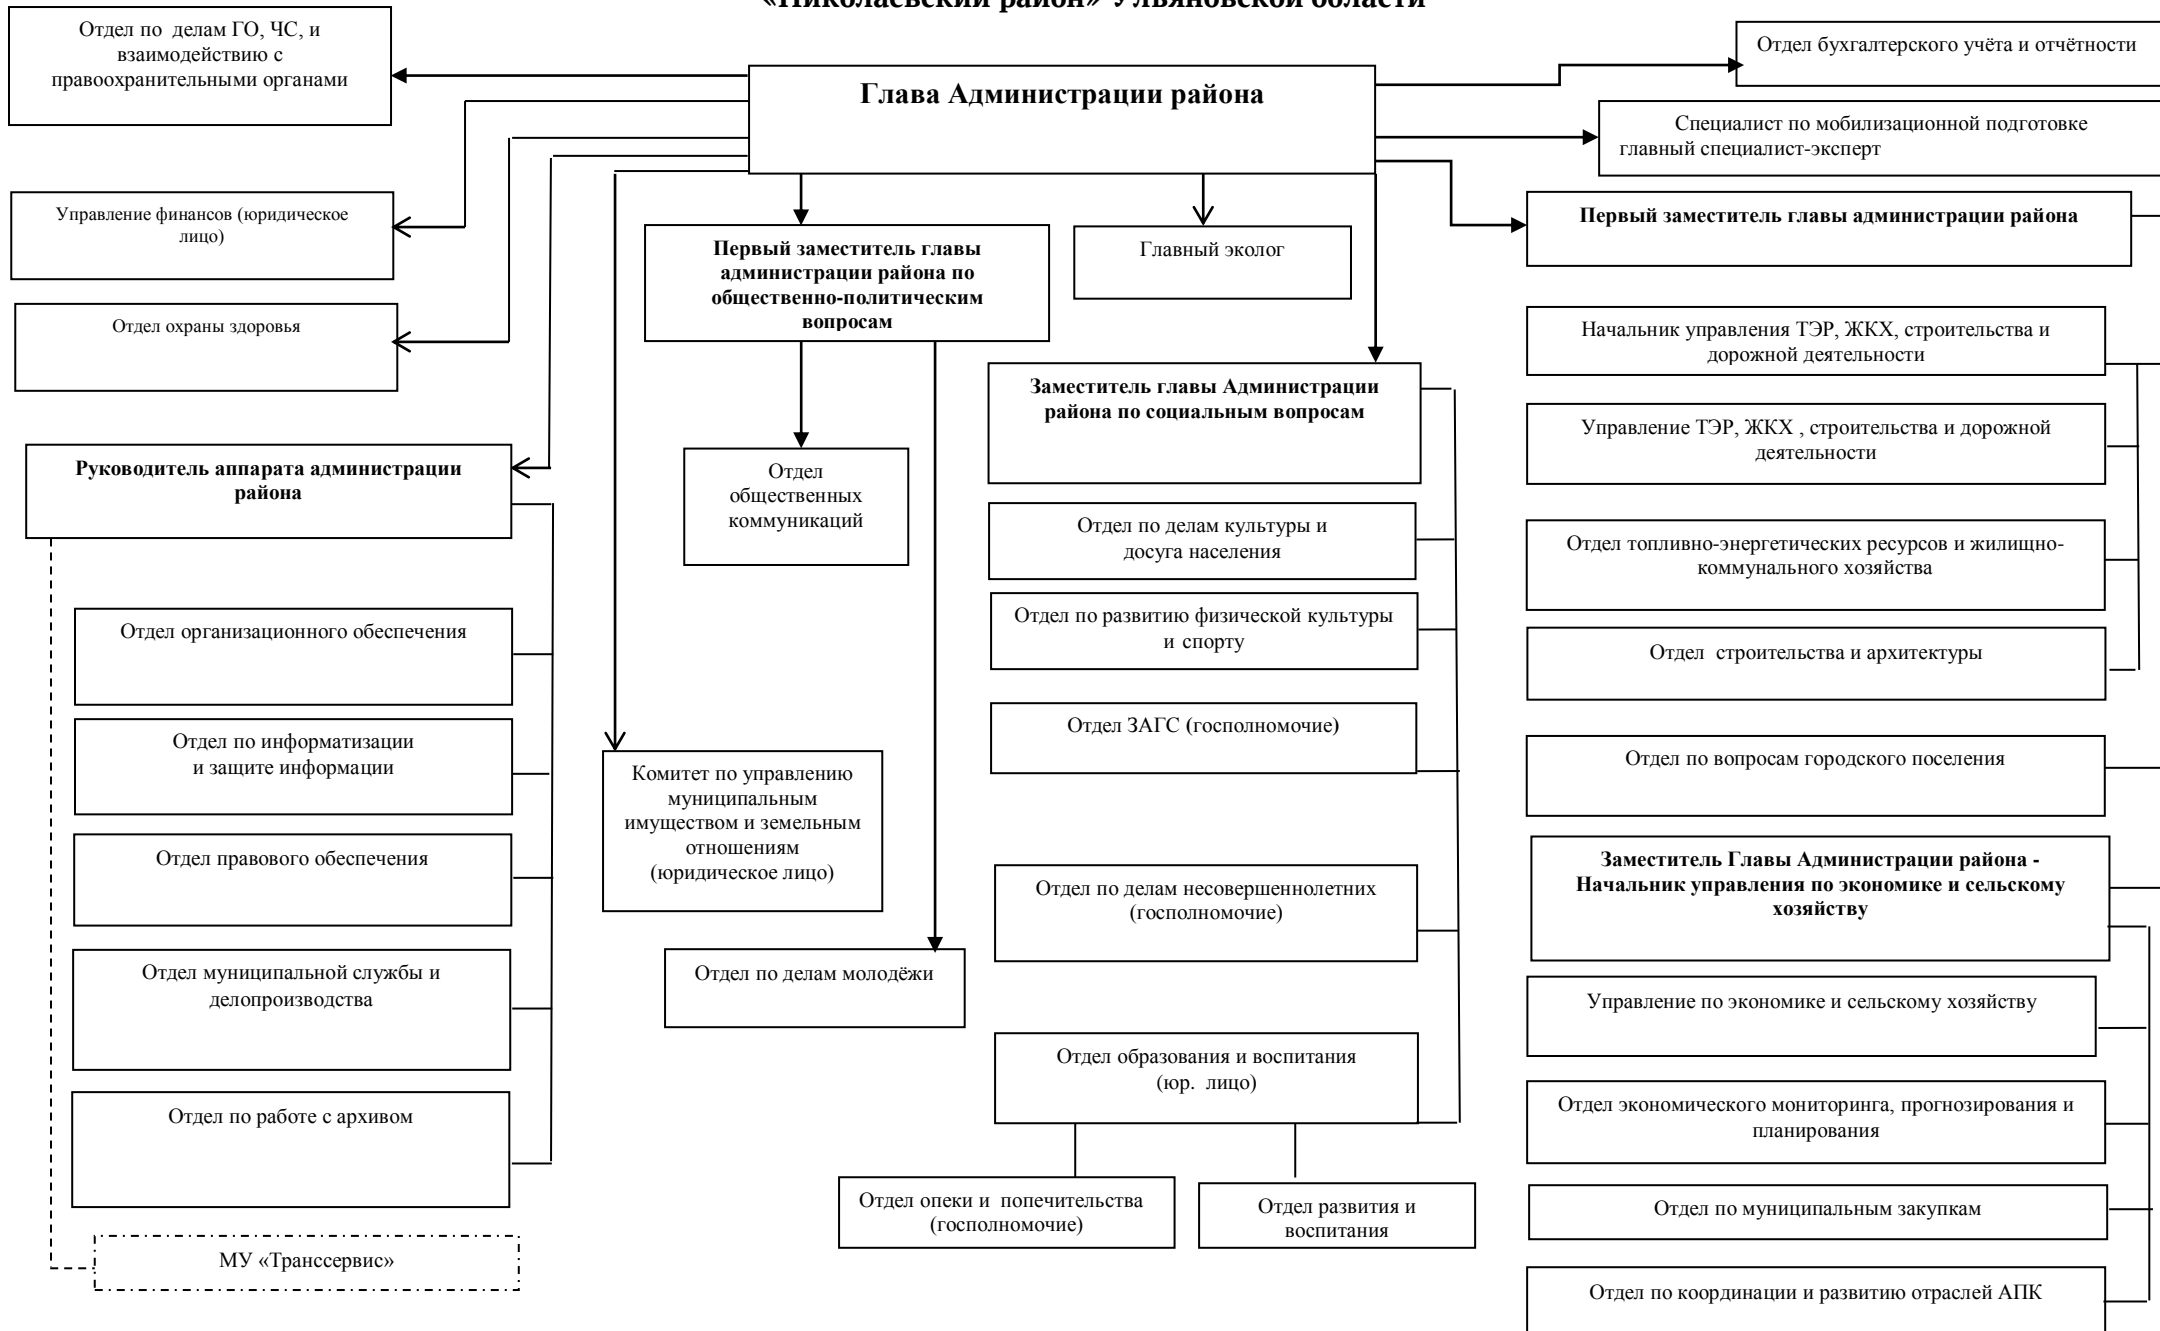 «Николаевский район» Ульяновской области
Отдел по делам ГО, ЧС, и
взаимодействию с
правоохранительными органами
Глава Администрации района
Отдел бухгалтерского учёта и отчётности
Специалист по мобилизационной подготовке
главный специалист-эксперт
Управление финансов (юридическое
лицо)
Первый заместитель главы
администрации района по
общественно-политическим
вопросам
Главный эколог
Первый заместитель главы администрации района
Отдел охраны здоровья
Начальник управления ТЭР, ЖКХ, строительства и
дорожной деятельности
Заместитель главы Администрации
района по социальным вопросам
Управление ТЭР, ЖКХ , строительства и дорожной
деятельности
Руководитель аппарата администрации
района
Отдел
общественных
коммуникаций
Отдел по делам культуры и
досуга населения
Отдел топливно-энергетических ресурсов и жилищно-
коммунального хозяйства
Отдел организационного обеспечения
Отдел по развитию физической культуры
и спорту
Отдел строительства и архитектуры
Отдел по информатизации
и защите информации
Комитет по управлению
муниципальным
имуществом и земельным
отношениям
(юридическое лицо)
Отдел ЗАГС (госполномочие)
Отдел по вопросам городского поселения
Отдел правового обеспечения
Отдел по делам несовершеннолетних
(госполномочие)
Заместитель Главы Администрации района -
Начальник управления по экономике и сельскому
хозяйству
Отдел муниципальной службы и
делопроизводства
Отдел по делам молодёжи
Управление по экономике и сельскому хозяйству
Отдел образования и воспитания
(юр. лицо)
Отдел по работе с архивом
Отдел экономического мониторинга, прогнозирования и
планирования
Отдел опеки и попечительства
(госполномочие)
Отдел развития и
воспитания
Отдел по муниципальным закупкам
МУ «Транссервис»
Отдел по координации и развитию отраслей АПК